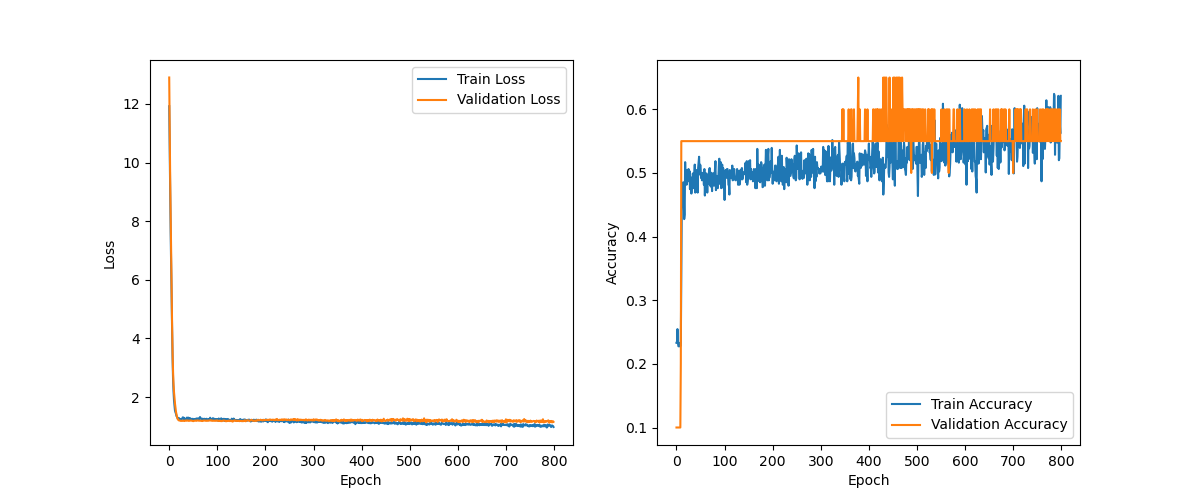 Train Loss
Validation Loss
12
10
8
6
4
2
Loss
0 100 200 300 400 500 600 700 800
Epoch
0.6
0.5
0.4
0.3
0.2
0.1
Accuracy
Train Accuracy
Validation Accuracy
0 100 200 300 400 500 600 700 800
Epoch